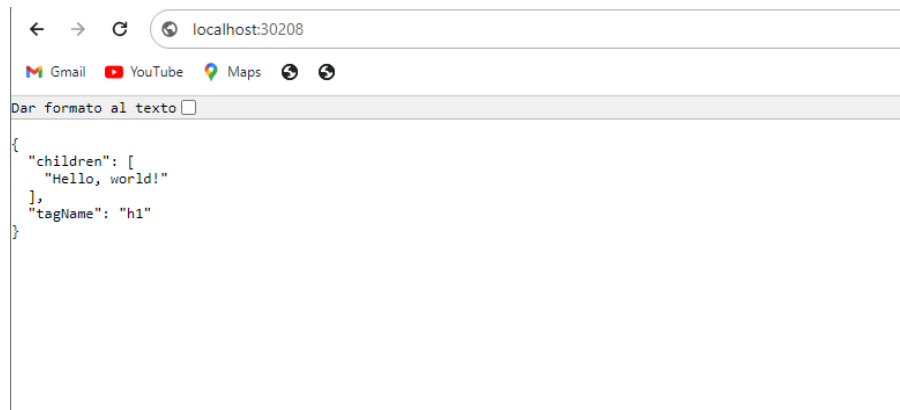 localhost:30208
Gmail YouTube Maps
Dar formato al texto
{
  "children": [
    "Hello, world!"
  ],
  "tagName": "h1"
}